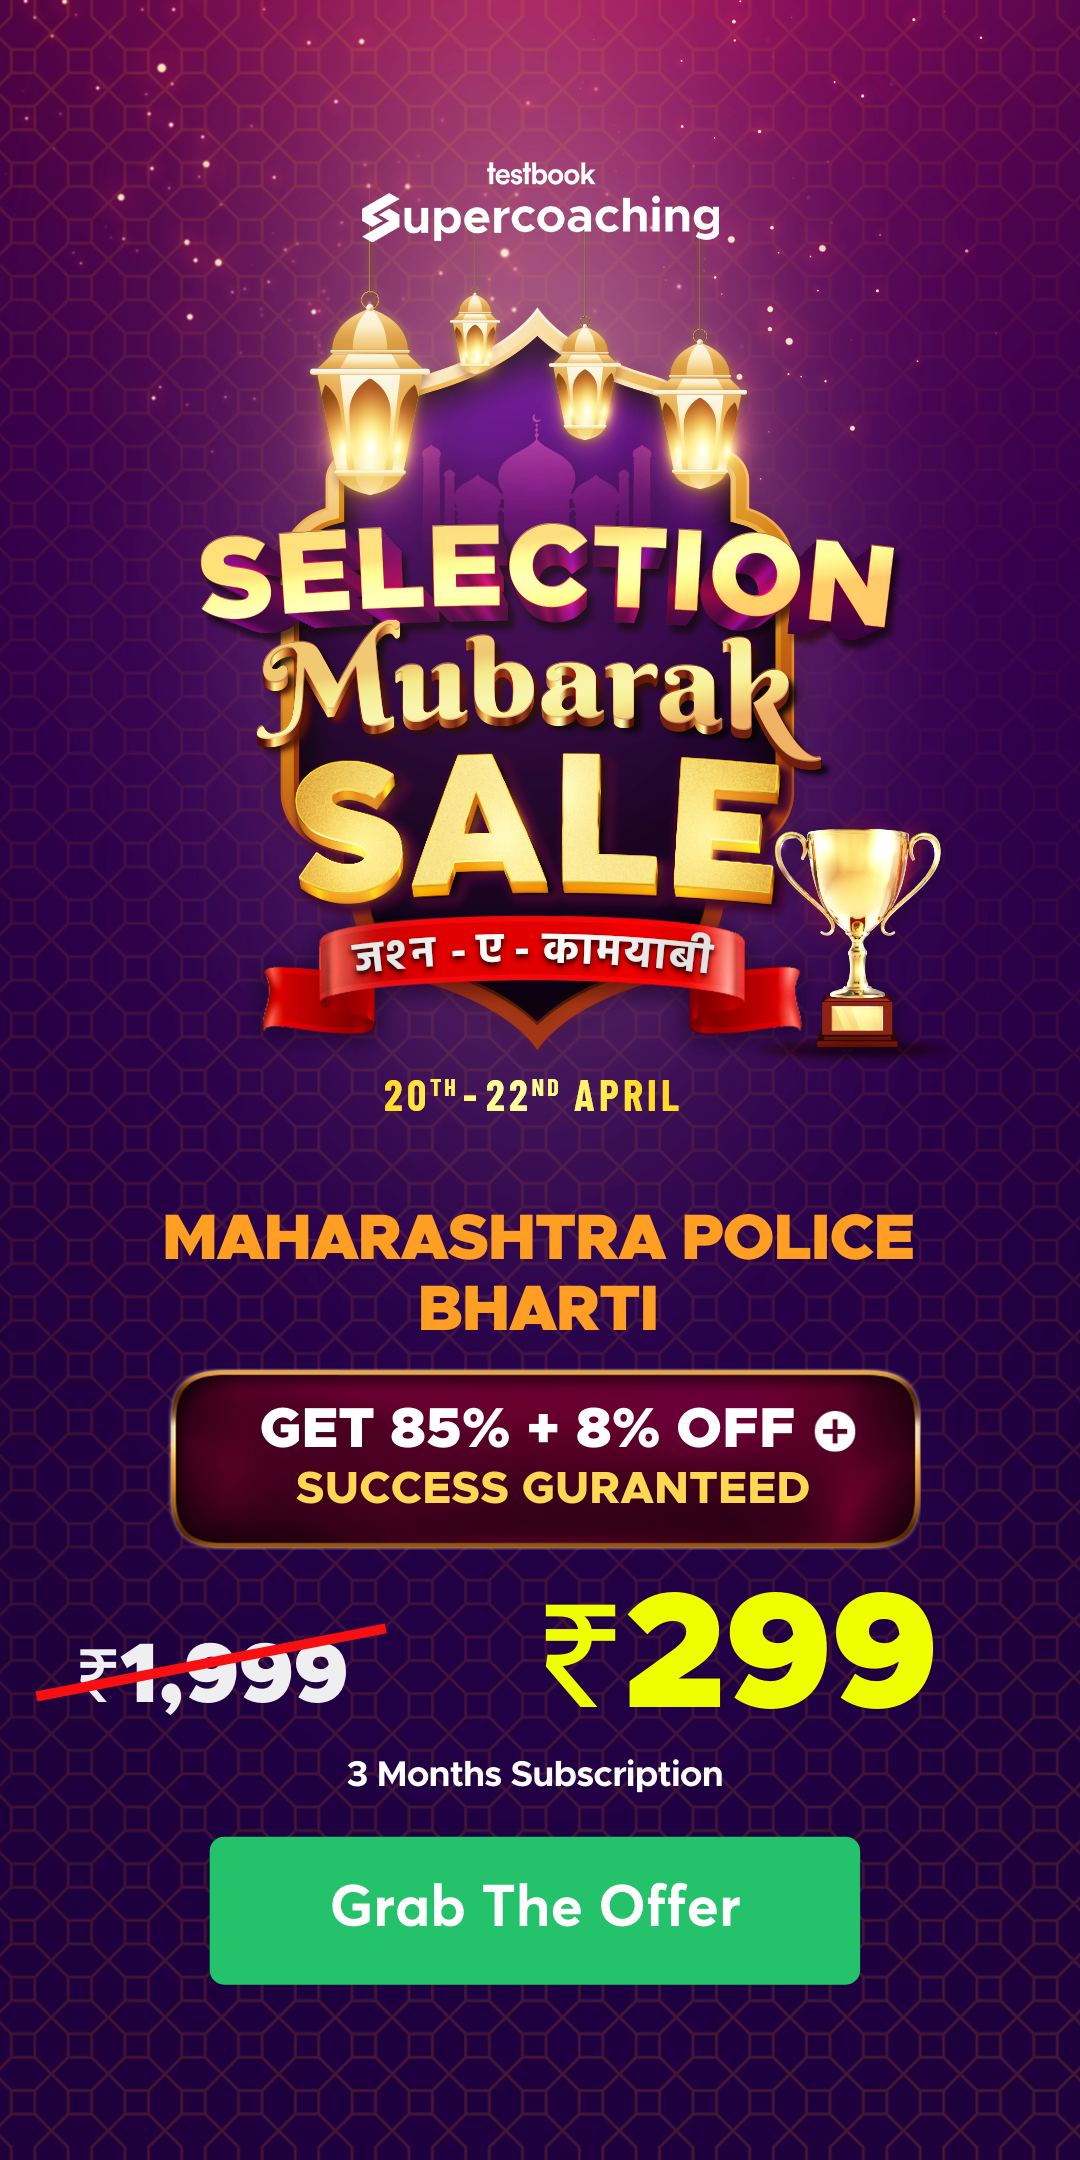 testbook
Supercoaching
SELECTION
Mubarak
SALE
जश्न - ए - कामयाबी
20TH - 22ND APRIL
MAHARASHTRA POLICE
BHARTI
GET 85% + 8% OFF +
SUCCESS GURANTEED
₹1,999
₹299
3 Months Subscription
Grab The Offer